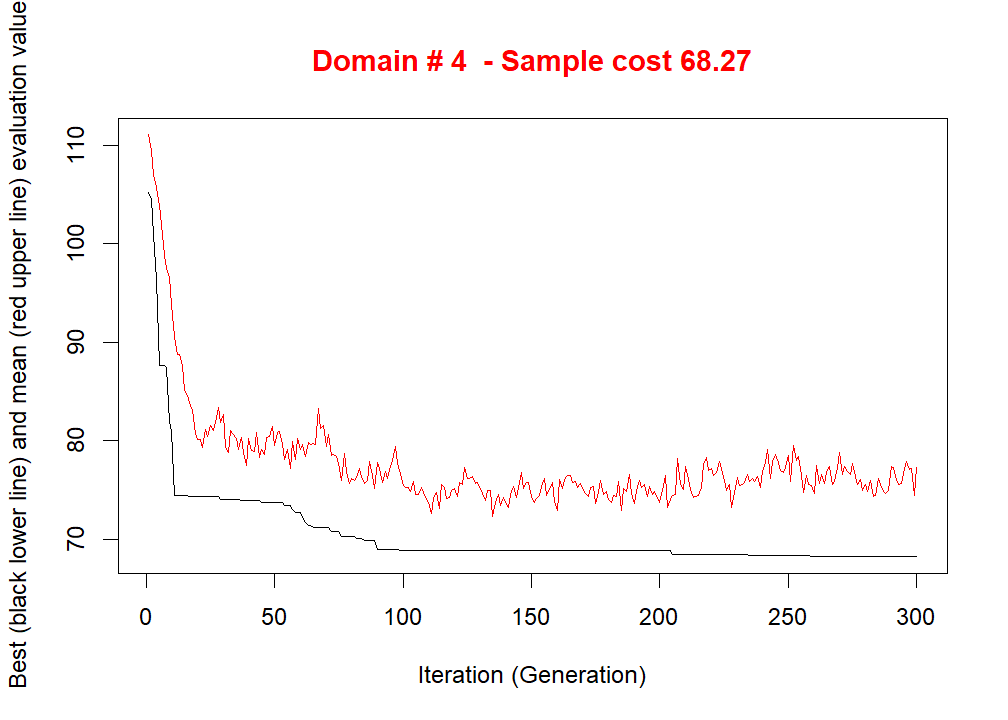 Domain # 4  - Sample cost 68.27
Best (black lower line) and mean (red upper line) evaluation value
110
100
90
80
70
0 50 100 150 200 250 300
Iteration (Generation)